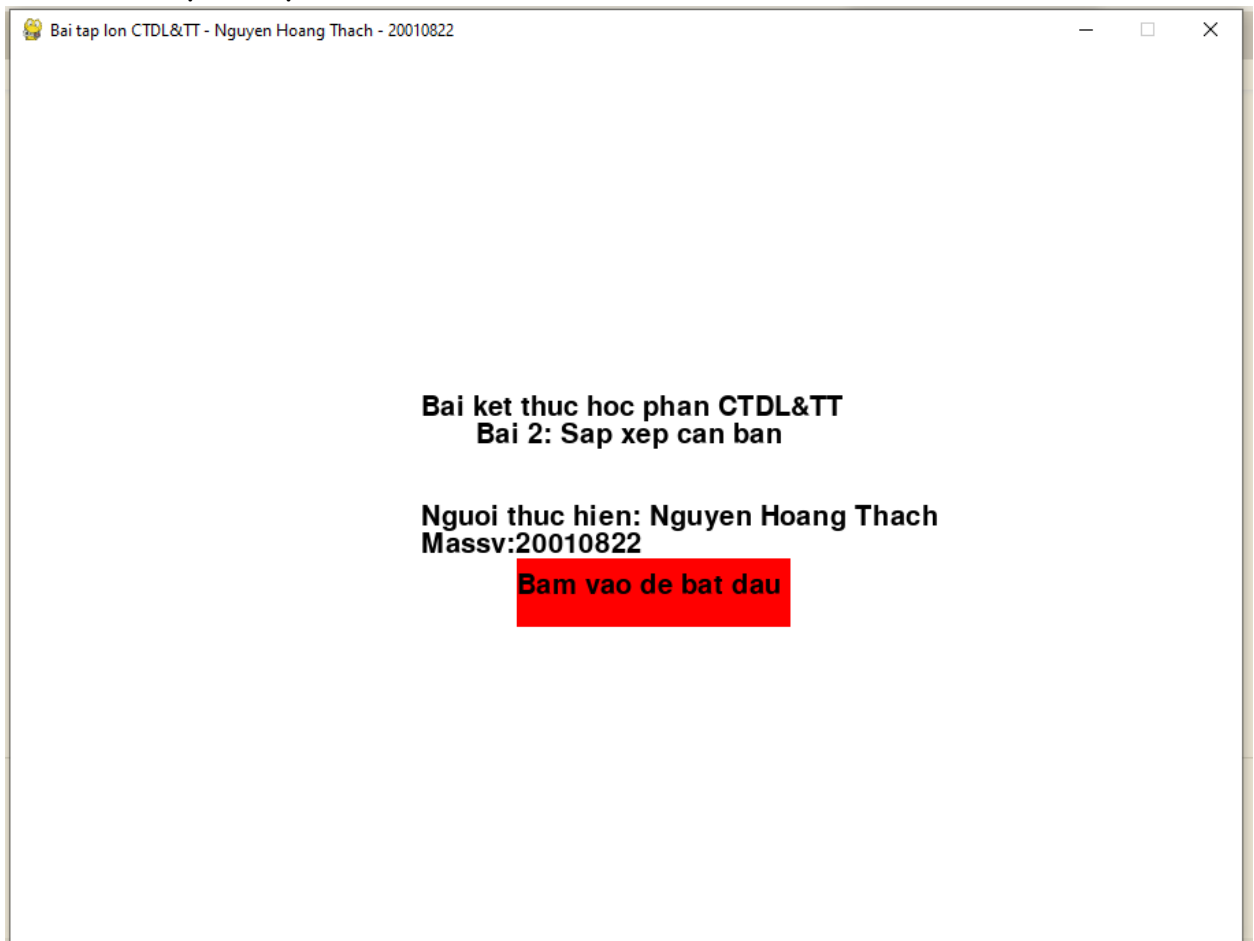 Bai tap lon CTDL&TT - Nguyen Hoang Thach - 20010822
Bai ket thuc hoc phan CTDL&TT
Bai 2: Sap xep can ban
Nguoi thuc hien: Nguyen Hoang Thach
Massv:20010822
Bam vao de bat dau